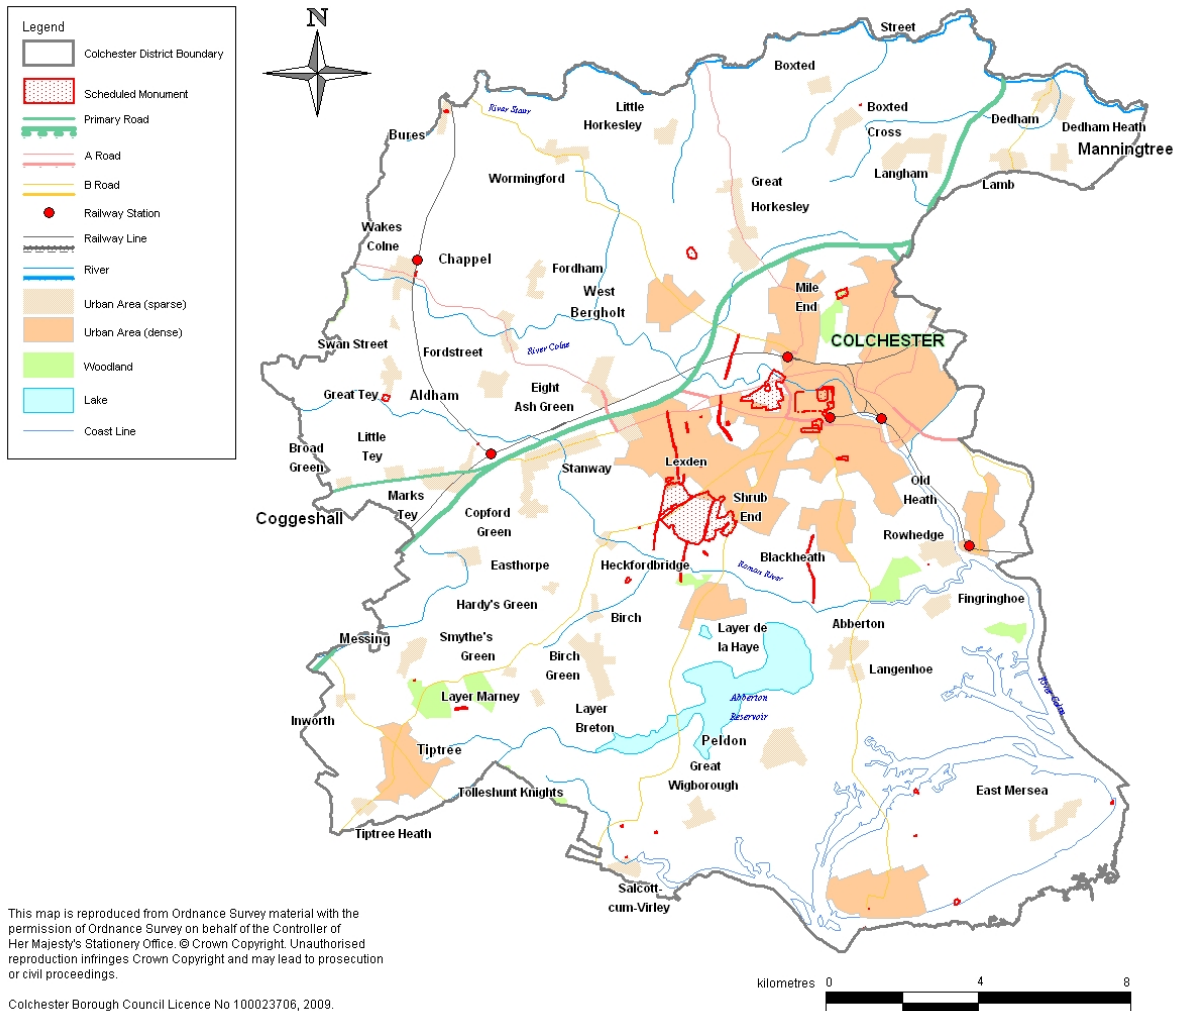 Legend
Colchester District Boundary
Scheduled Monument
Primary Road
A Road
B Road
Railway Station
Railway Line
River
Urban Area (sparse)
Urban Area (dense)
Woodland
Lake
Coast Line
N
Street
Boxted
Little
Horkesley
Boxted
Cross
Dedham
Dedham Heath
Manningtree
River Stour
Bures
Langham
Lamb
Wormingford
Great
Horkesley
Wakes
Colne
Chappel
Fordham
West
Bergholt
Mile
End
COLCHESTER
Swan Street
Fordstreet
River Colne
Great Tey
Aldham
Eight
Ash Green
Broad
Green
Little
Tey
Stanway
Lexden
Marks
Tey
Coggeshall
Copford
Green
Shrub
End
Old
Heath
Rowhedge
Easthorpe
Heckfordbridge
Blackheath
Roman River
Hardy's Green
Birch
Fingringhoe
Messing
Smythe's
Green
Layer de
la Haye
Abberton
Birch
Green
Langenhoe
Layer Marney
Abberton
Reservoir
River Colne
Inworth
Layer
Breton
Tiptree
Peldon
Great
Wigborough
Tolleshunt Knights
East Mersea
Tiptree Heath
Salcott-
cum-Virley
This map is reproduced from Ordnance Survey material with the
permission of Ordnance Survey on behalf of the Controller of
Her Majesty's Stationery Office. © Crown Copyright. Unauthorised
reproduction infringes Crown Copyright and may lead to prosecution
or civil proceedings.
Colchester Borough Council Licence No 100023706, 2009.
kilometres 0 4 8